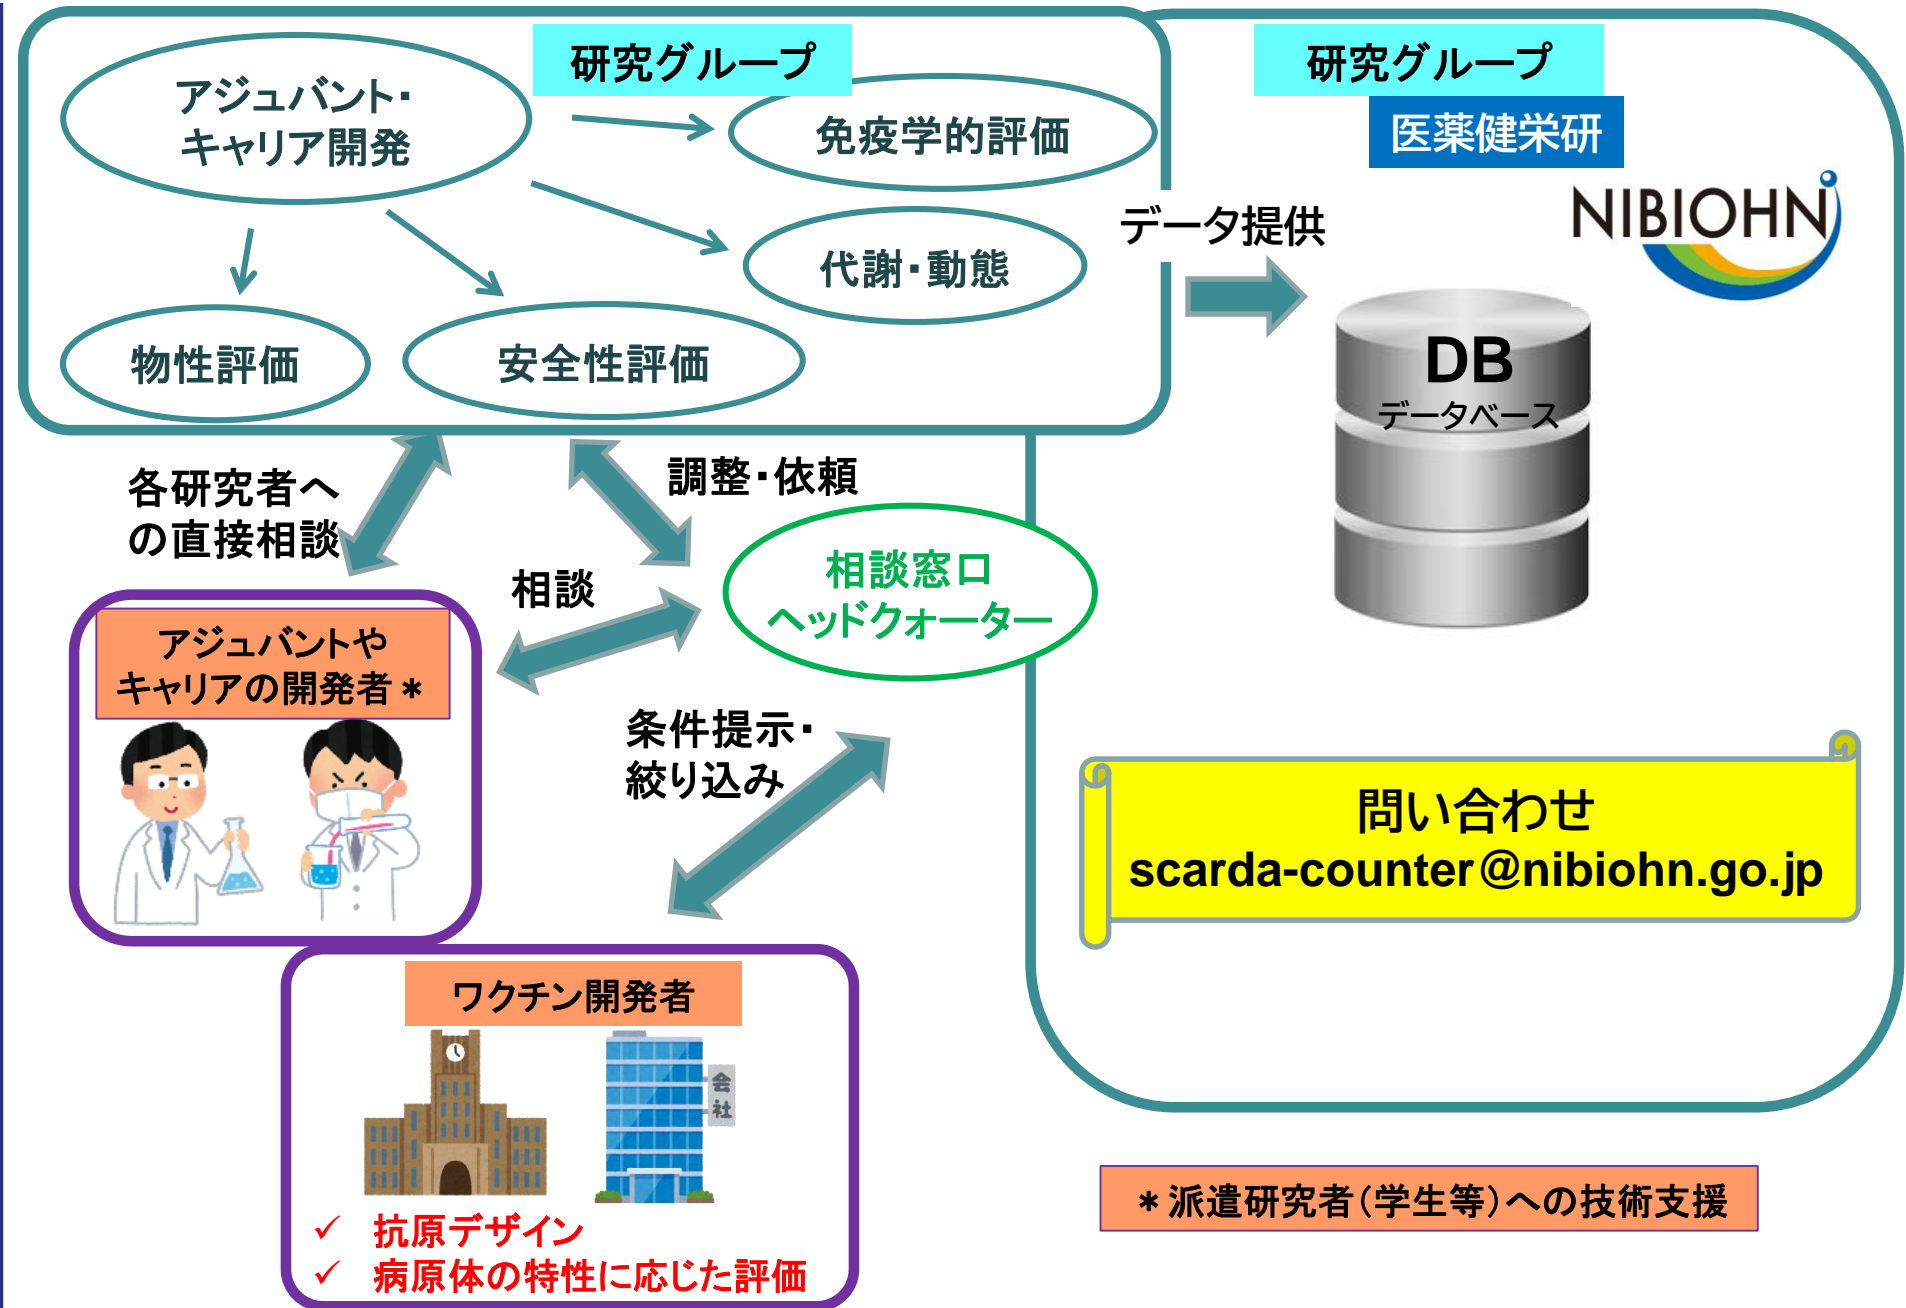 研究グループ
アジュバント・
キャリア開発
免疫学的評価
代謝・動態
物性評価
安全性評価
データ提供
研究グループ
医薬健栄研
NIBIOHN
DB
データベース
各研究者へ
の直接相談
調整・依頼
相談
相談窓口
ヘッドクォーター
アジュバントや
キャリアの開発者＊
条件提示・
絞り込み
問い合わせ
scarda-counter@nibiohn.go.jp
ワクチン開発者
会
社
✓ 抗原デザイン
✓ 病原体の特性に応じた評価
＊派遣研究者（学生等）への技術支援